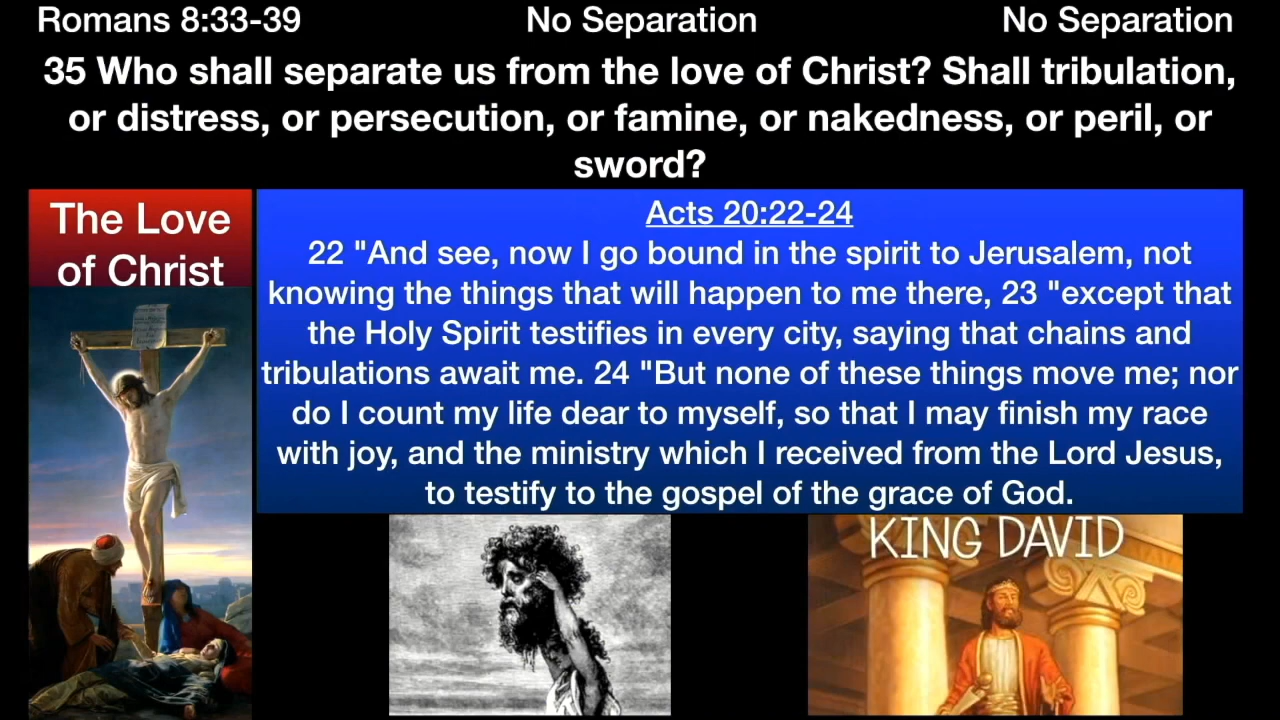 Romans 8:33-39 No Separation No Separation
35 Who shall separate us from the love of Christ? Shall tribulation,
or distress, or persecution, or famine, or nakedness, or peril, or
sword?
The Love
of Christ
Acts 20:22-24
22 "And see, now I go bound in the spirit to Jerusalem, not
knowing the things that will happen to me there, 23 "except that
the Holy Spirit testifies in every city, saying that chains and
tribulations await me. 24 "But none of these things move me; nor
do I count my life dear to myself, so that I may finish my race
with joy, and the ministry which I received from the Lord Jesus,
to testify to the gospel of the grace of God.
KING DAVID